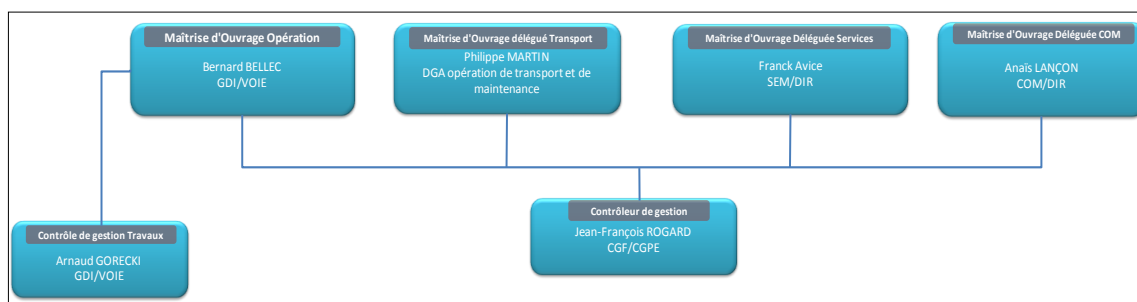 Maîtrise d'Ouvrage Opération
Bernard BELLEC
GDI/VOIE
Maîtrise d'Ouvrage délégué Transport
Philippe MARTIN
DGA opération de transport et de
maintenance
Maîtrise d'Ouvrage Déléguée Services
Franck Avice
SEM/DIR
Maîtrise d'Ouvrage Déléguée COM
Anaïs LANÇON
COM/DIR
Contrôle de gestion Travaux
Arnaud GORECKI
GDI/VOIE
Contrôleur de gestion
Jean-François ROGARD
CGF/CGPE